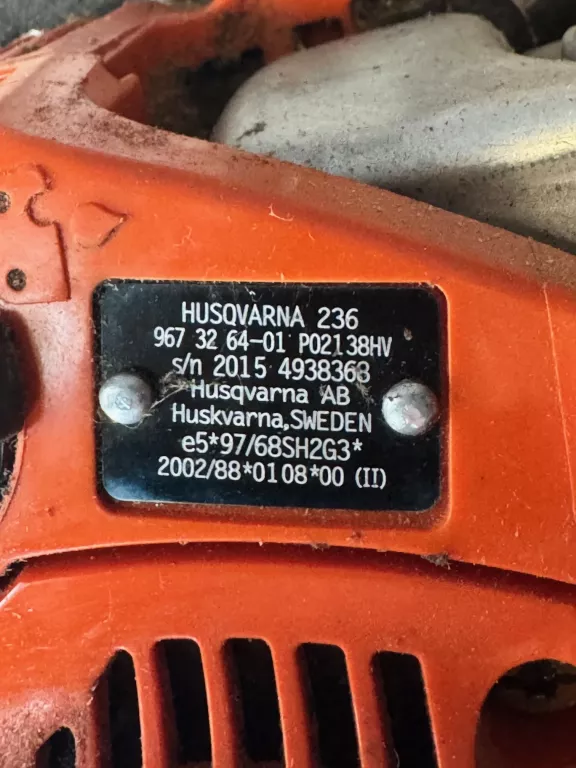 HUSQVARNA 236
967 32 64-01 P02138HV
s/n 2015 4938368
Husqvarna AB
Huskvarna,SWEDEN
e5*97/68SH2G3*
2002/88*0108*00 (II)